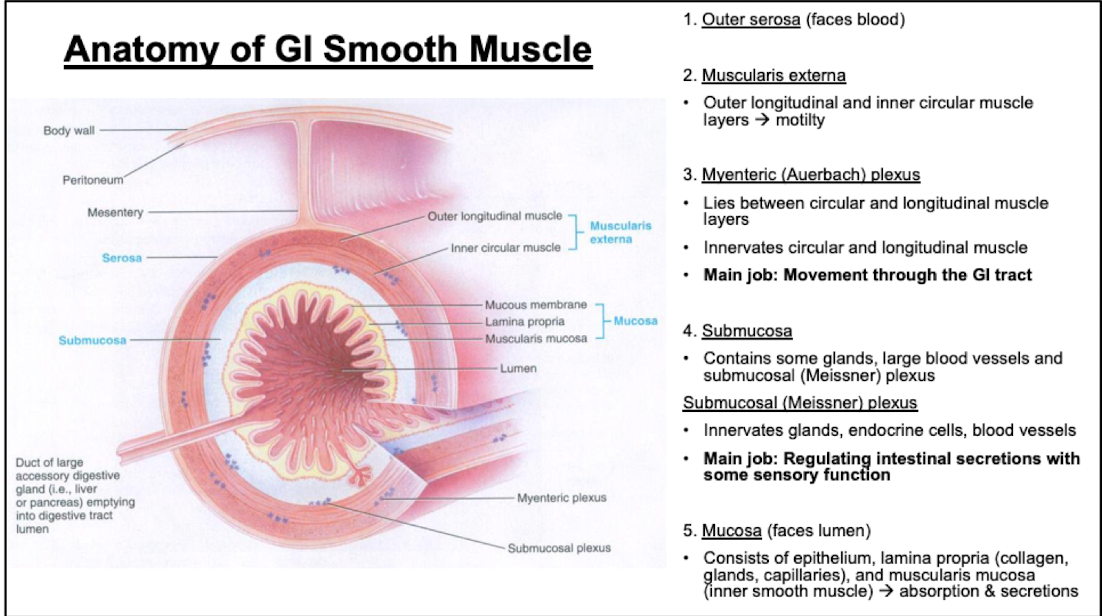 Anatomy of GI Smooth Muscle
Body wall
Peritoneum
Mesentery
Serosa
Submucosa
Duct of large
accessory digestive
gland (i.e., liver
or pancreas) emptying
into digestive tract
lumen
Outer longitudinal muscle
Inner circular muscle
Muscularis
externa
Mucous membrane
Lamina propria
Muscularis mucosa
Mucosa
Lumen
Myenteric plexus
Submucosal plexus
1. Outer serosa (faces blood)
2. Muscularis externa
• Outer longitudinal and inner circular muscle
layers → motility
3. Myenteric (Auerbach) plexus
• Lies between circular and longitudinal muscle
layers
• Innervates circular and longitudinal muscle
• Main job: Movement through the GI tract
4. Submucosa
• Contains some glands, large blood vessels and
submucosal (Meissner) plexus
Submucosal (Meissner) plexus
• Innervates glands, endocrine cells, blood vessels
• Main job: Regulating intestinal secretions with
some sensory function
5. Mucosa (faces lumen)
• Consists of epithelium, lamina propria (collagen,
glands, capillaries), and muscularis mucosa
(inner smooth muscle) → absorption & secretions